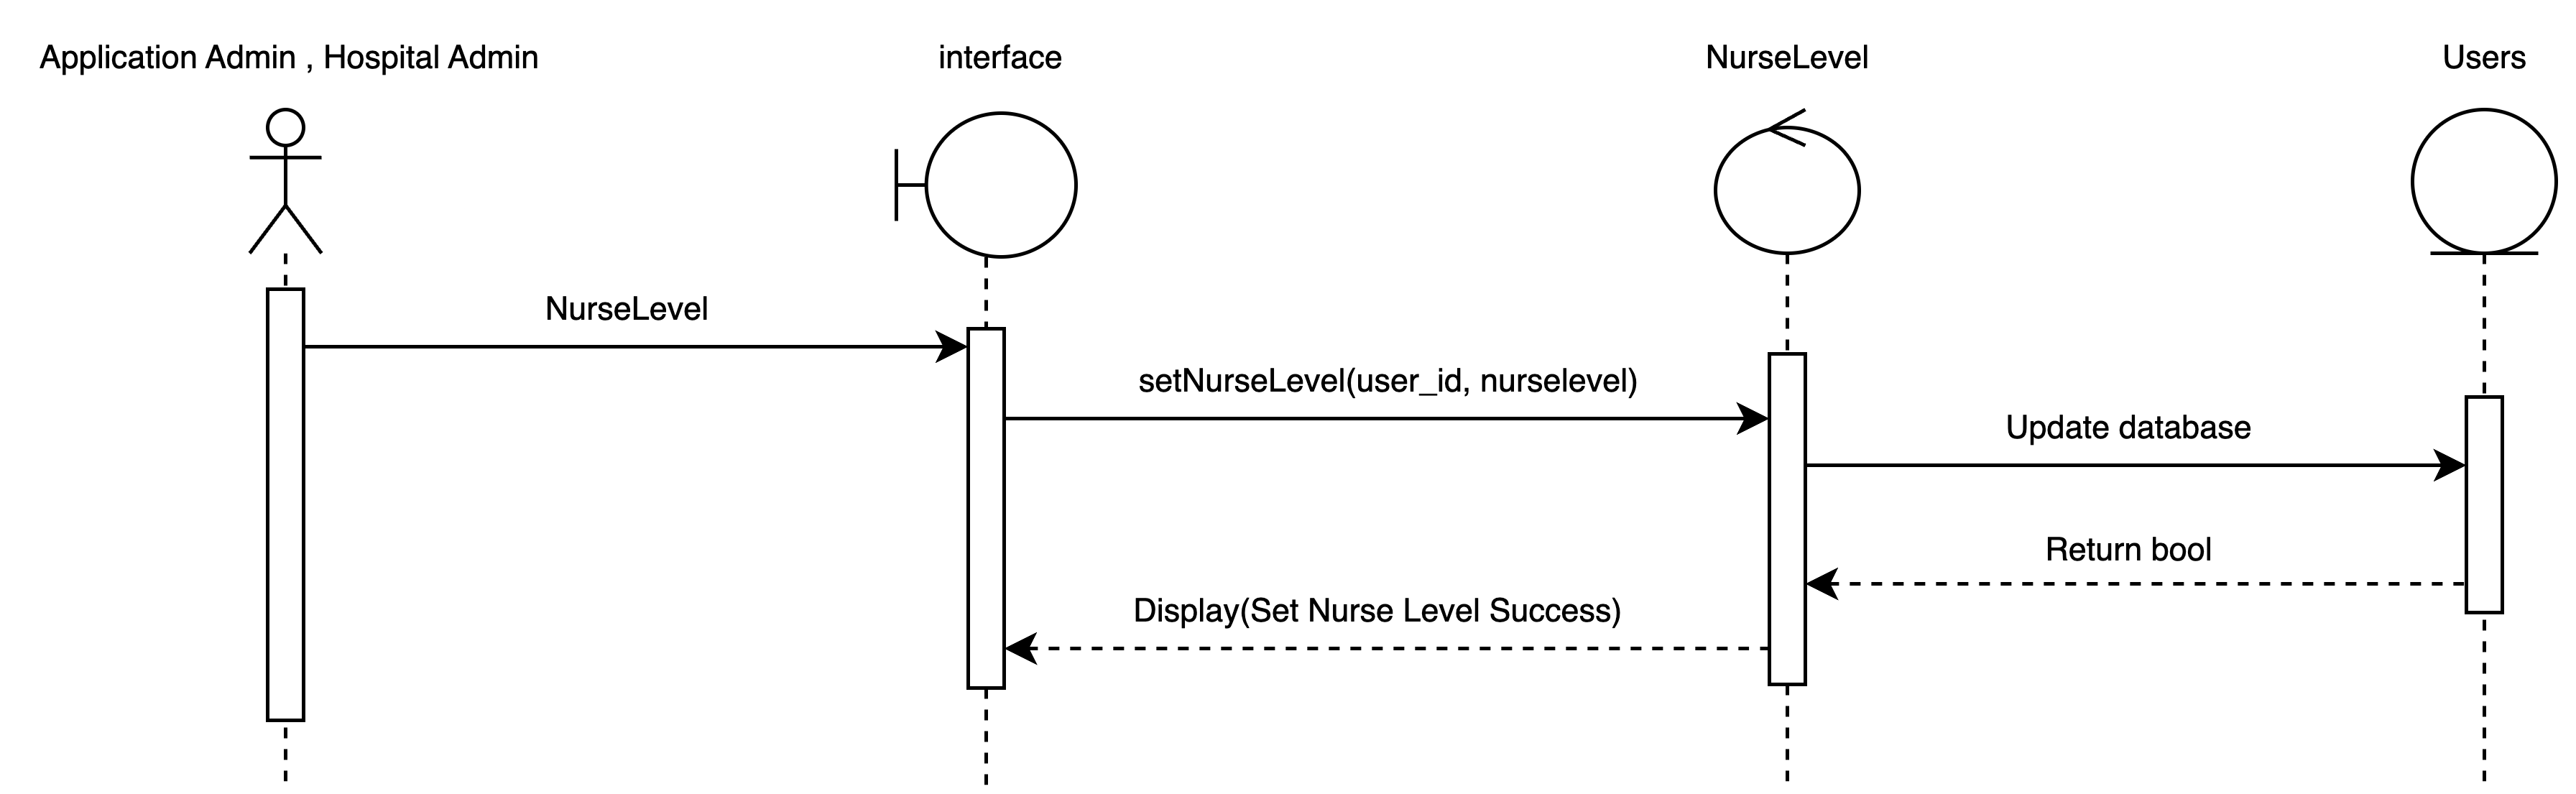 Application Admin , Hospital Admin
interface
NurseLevel
Users
NurseLevel
setNurseLevel(user_id, nurselevel)
Update database
Return bool
Display(Set Nurse Level Success)